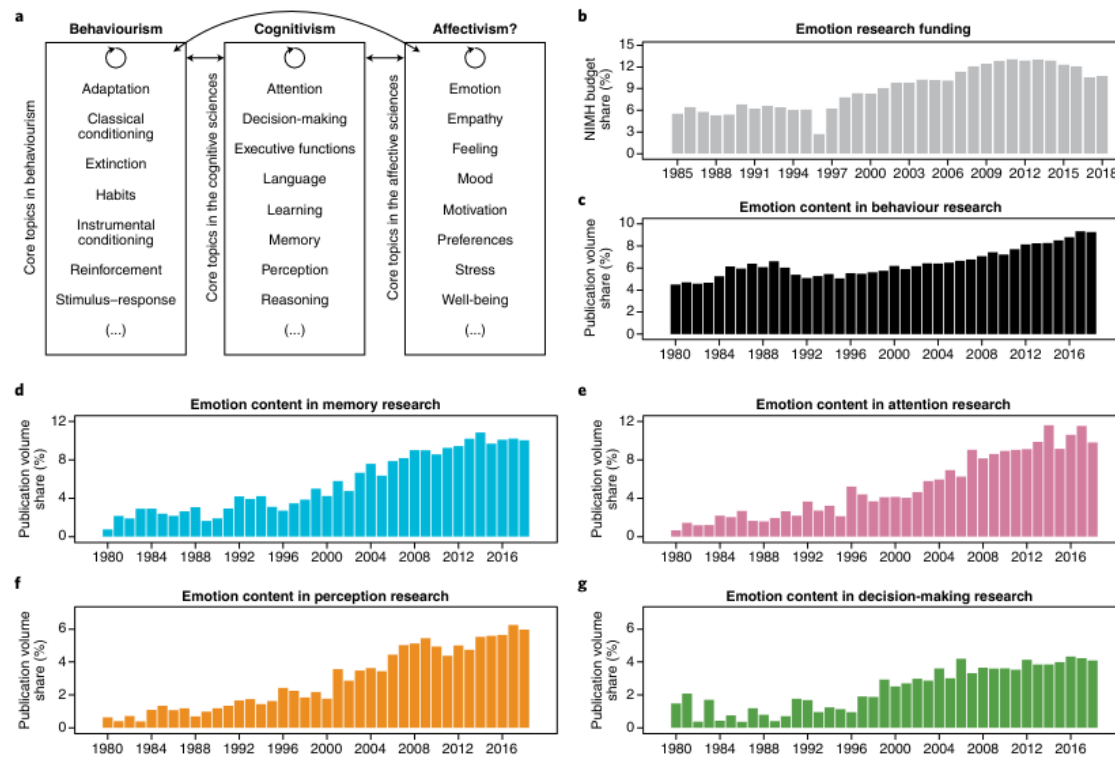 a
Behaviourism
Cognitivism
Affectivism?
Core topics in behaviourism
Adaptation
Classical
conditioning
Extinction
Habits
Instrumental
conditioning
Reinforcement
Stimulus–response
(...)
Core topics in the cognitive sciences
Attention
Decision-making
Executive functions
Language
Learning
Memory
Perception
Reasoning
(...)
Core topics in the affective sciences
Emotion
Empathy
Feeling
Mood
Motivation
Preferences
Stress
Well-being
(...)
b
Emotion research funding
NIMH budget
share (%)
15
12
9
6
3
0
1985 1988 1991 1994 1997 2000 2003 2006 2009 2012 2015 2018
c
Emotion content in behaviour research
Publication volume
share (%)
10
8
6
4
2
0
1980 1984 1988 1992 1996 2000 2004 2008 2012 2016
d
Emotion content in memory research
Publication volume
share (%)
12
8
4
0
1980 1984 1988 1992 1996 2000 2004 2008 2012 2016
e
Emotion content in attention research
Publication volume
share (%)
12
8
4
0
1980 1984 1988 1992 1996 2000 2004 2008 2012 2016
f
Emotion content in perception research
Publication volume
share (%)
6
4
2
0
1980 1984 1988 1992 1996 2000 2004 2008 2012 2016
g
Emotion content in decision-making research
Publication volume
share (%)
6
4
2
0
1980 1984 1988 1992 1996 2000 2004 2008 2012 2016